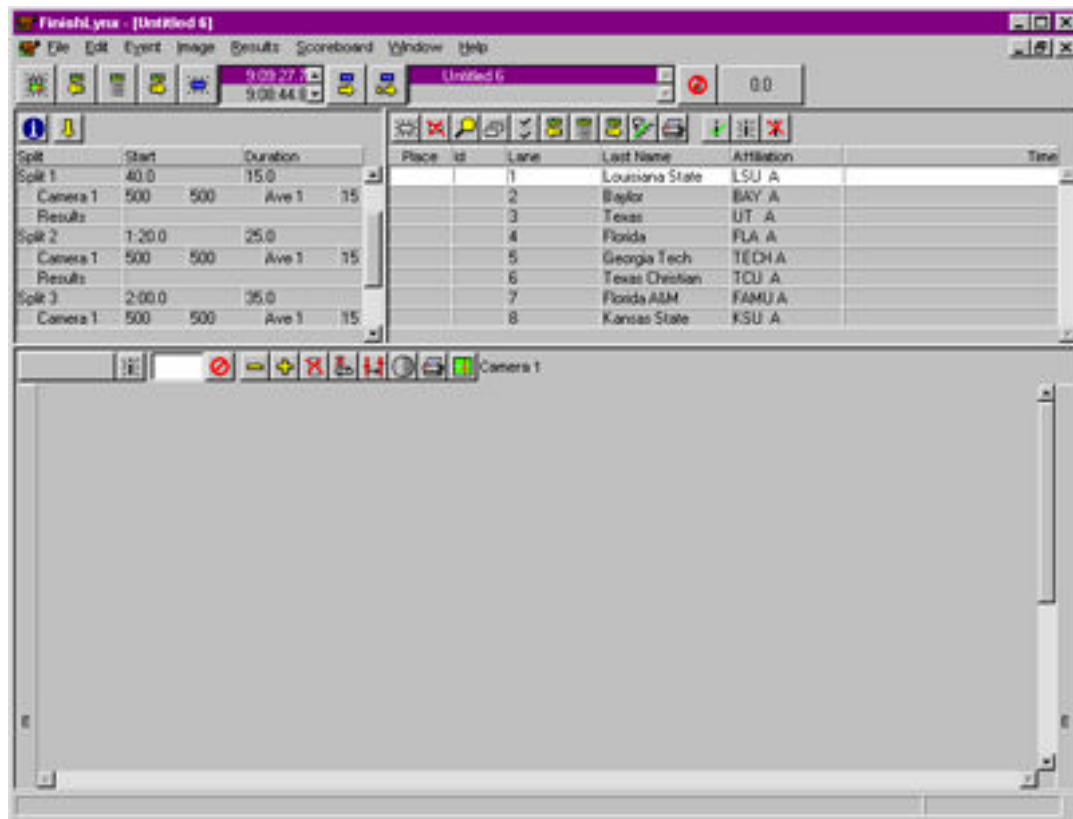 FinishLynx - [Untitled 6]
File Edit Event Image Results Scoreboard Window Help
9:09:27.7
9:08:44.8
Untitled 6
0.0
Split Start Duration
Split 1 40.0 15.0
Camera 1 500 500 Ave 1 15
Results
Split 2 1:20.0 25.0
Camera 1 500 500 Ave 1 15
Results
Split 3 2:00.0 35.0
Camera 1 500 500 Ave 1 15
Place Id Lane Last Name Affiliation Time
1 Louisiana State LSU A
2 Baylor BAY A
3 Texas UT A
4 Florida FLA A
5 Georgia Tech TECH A
6 Texas Christian TCU A
7 Florida A&M FAMU A
8 Kansas State KSU A
Camera 1